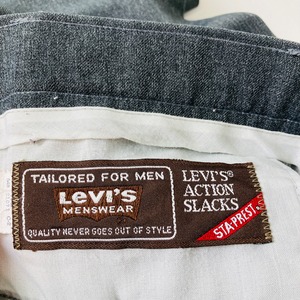 TAILORED FOR MEN
LEVI'S
MENSWEAR
QUALITY NEVER GOES OUT OF STYLE
LEVI'S®
ACTION
SLACKS
STA-PREST